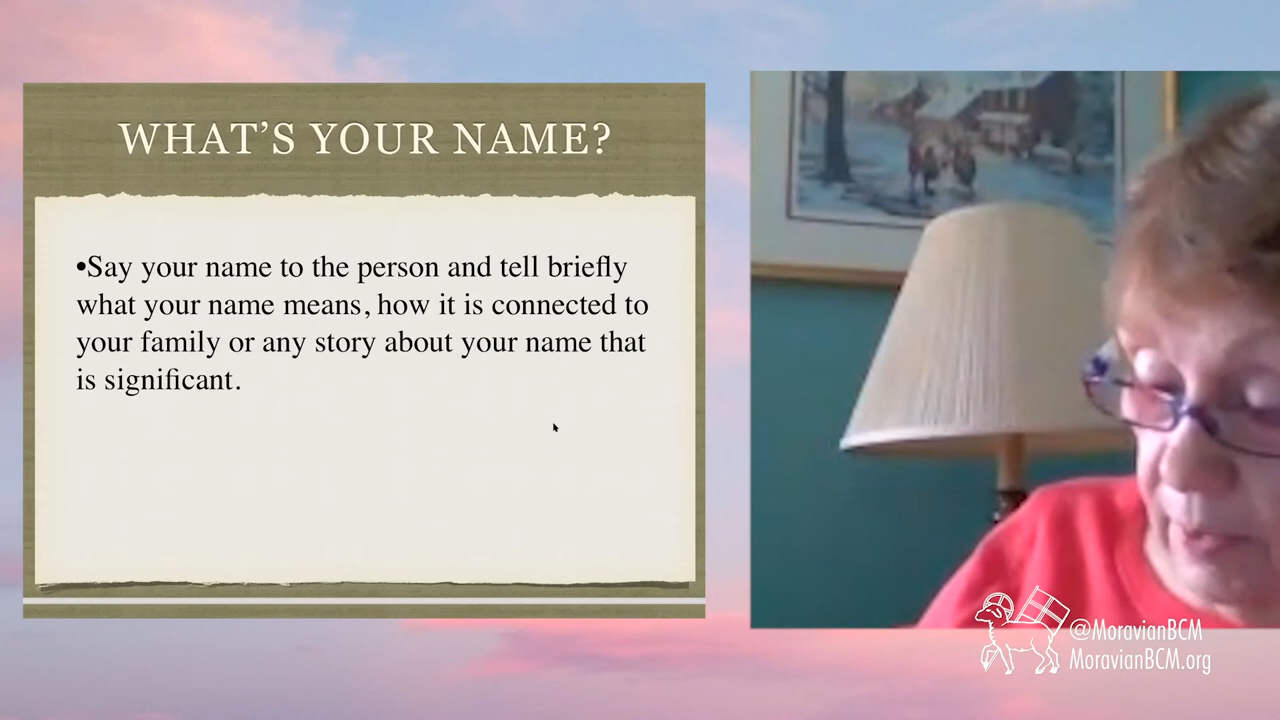 WHAT’S YOUR NAME?
•Say your name to the person and tell briefly
what your name means, how it is connected to
your family or any story about your name that
is significant.
@MoravianBCM
MoravianBCM.org